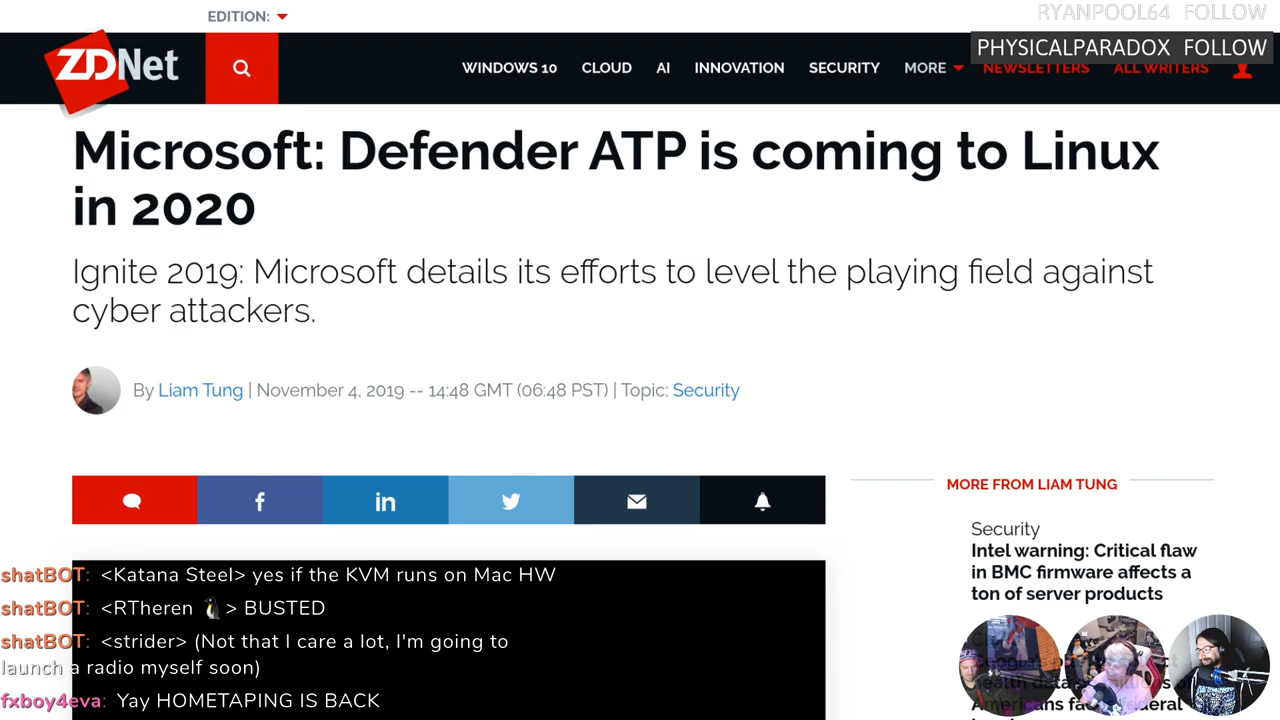 EDITION:
RYANPOOL64 FOLLOW
PHYSICALPARADOX FOLLOW
ZDNet
WINDOWS 10 CLOUD AI INNOVATION SECURITY MORE NEWSLETTERS ALL WRITERS
Microsoft: Defender ATP is coming to Linux
in 2020
Ignite 2019: Microsoft details its efforts to level the playing field against
cyber attackers.
By Liam Tung | November 4, 2019 -- 14:48 GMT (06:48 PST) | Topic: Security
MORE FROM LIAM TUNG
Security
Intel warning: Critical flaw
in BMC firmware affects a
ton of server products
shatBOT: <Katana Steel> yes if the KVM runs on Mac HW
shatBOT: <RTheren 🐧 > BUSTED
shatBOT: <strider> (Not that I care a lot, I'm going to
launch a radio myself soon)
fxboy4eva: Yay HOMETAPING IS BACK